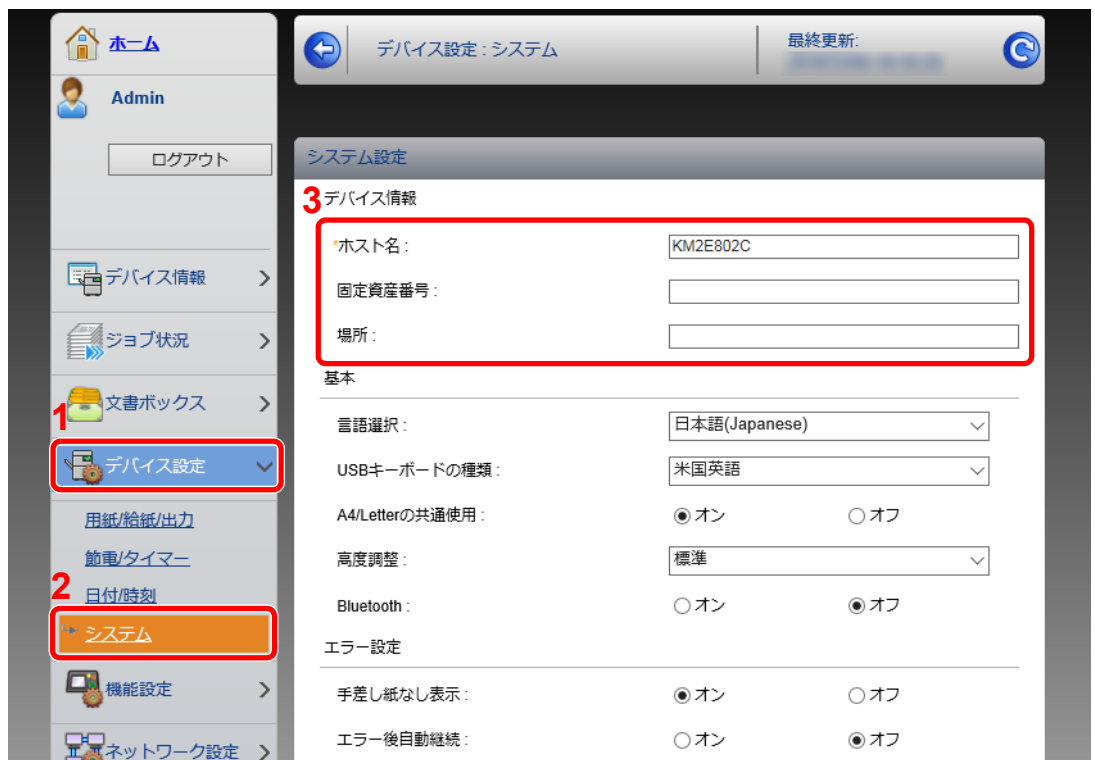 ホーム
デバイス設定 : システム
最終更新:
Admin
ログアウト
システム設定
3
デバイス情報
*ホスト名 :
KM2E802C
固定資産番号 :
場所 :
デバイス情報
ジョブ状況
文書ボックス
1
デバイス設定
用紙/給紙/出力
節電/タイマー
2
日付/時刻
システム
機能設定
ネットワーク設定
基本
言語選択 :
日本語(Japanese)
USBキーボードの種類 :
米国英語
A4/Letterの共通使用 :
オン
オフ
高度調整 :
標準
Bluetooth :
オン
オフ
エラー設定
手差し紙なし表示 :
オン
オフ
エラー後自動継続 :
オン
オフ